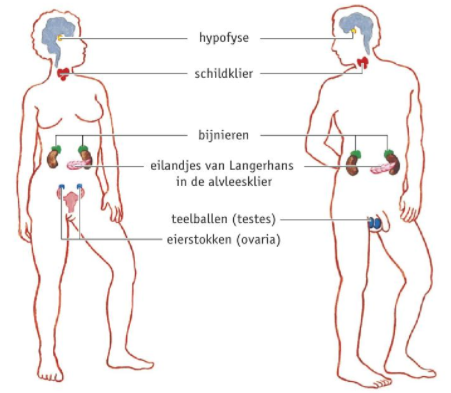 hypofyse
schildklier
bijnieren
eilandjes van Langerhans
in de alvleesklier
teelballen (testes)
eierstokken (ovaria)